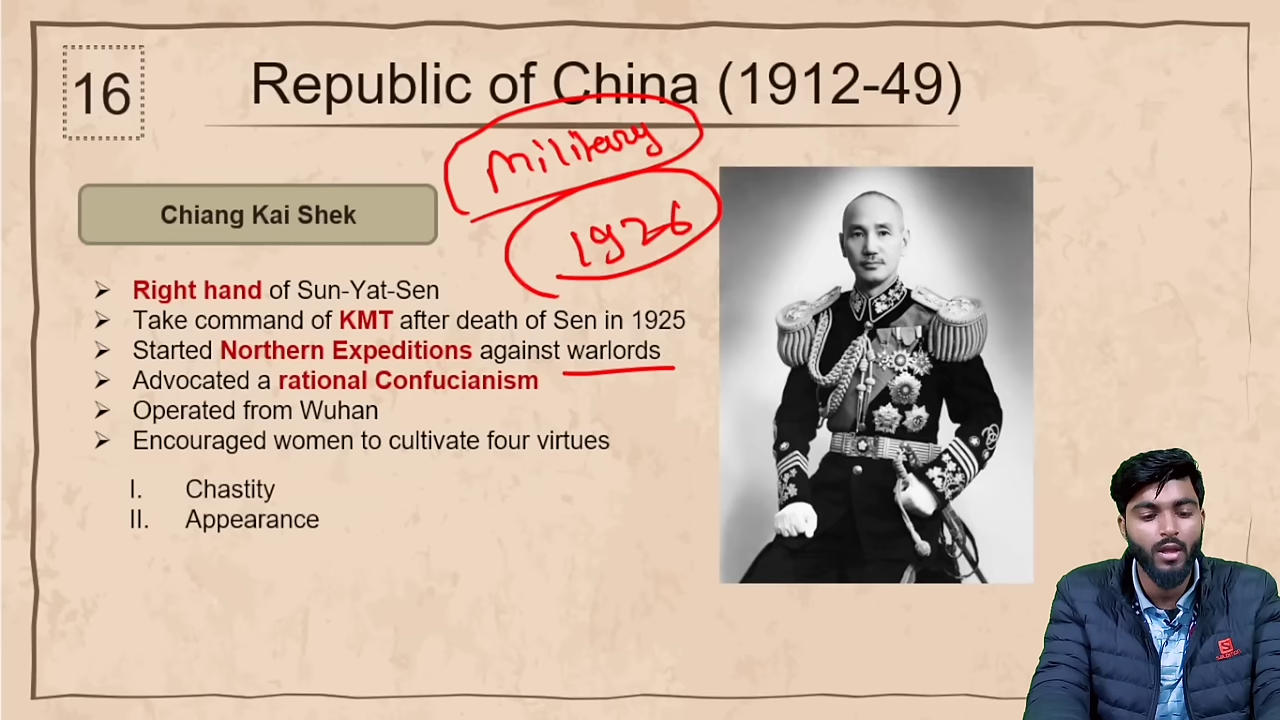 16
Republic of China (1912-49)
Military
1926
Chiang Kai Shek
➤ Right hand of Sun-Yat-Sen
➤ Take command of KMT after death of Sen in 1925
➤ Started Northern Expeditions against warlords
➤ Advocated a rational Confucianism
➤ Operated from Wuhan
➤ Encouraged women to cultivate four virtues
I. Chastity
II. Appearance
S
SALOMON